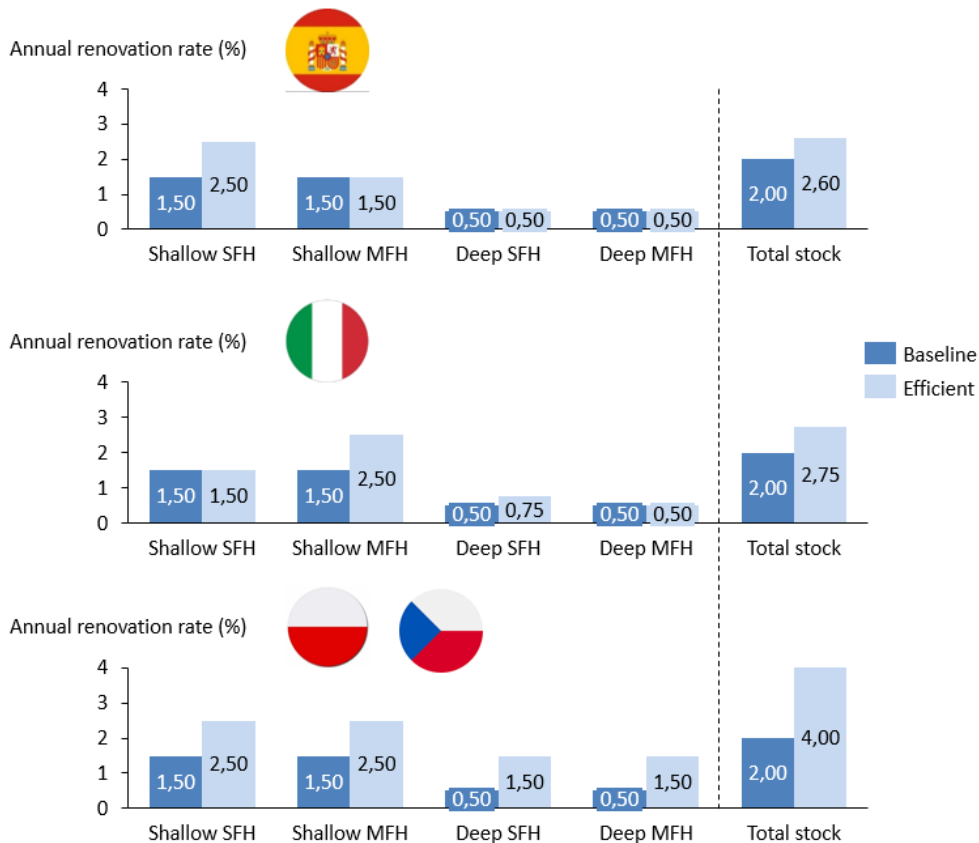 Annual renovation rate (%)
4
3
2
1
0
1,50 2,50 1,50 1,50 0,50 0,50 0,50 0,50 2,00 2,60
Shallow SFH Shallow MFH Deep SFH Deep MFH Total stock
Annual renovation rate (%)
4
3
2
1
0
1,50 1,50 1,50 2,50 0,50 0,75 0,50 0,50 2,00 2,75
Shallow SFH Shallow MFH Deep SFH Deep MFH Total stock
Baseline
Efficient
Annual renovation rate (%)
4
3
2
1
0
1,50 2,50 1,50 2,50 0,50 1,50 0,50 1,50 2,00 4,00
Shallow SFH Shallow MFH Deep SFH Deep MFH Total stock